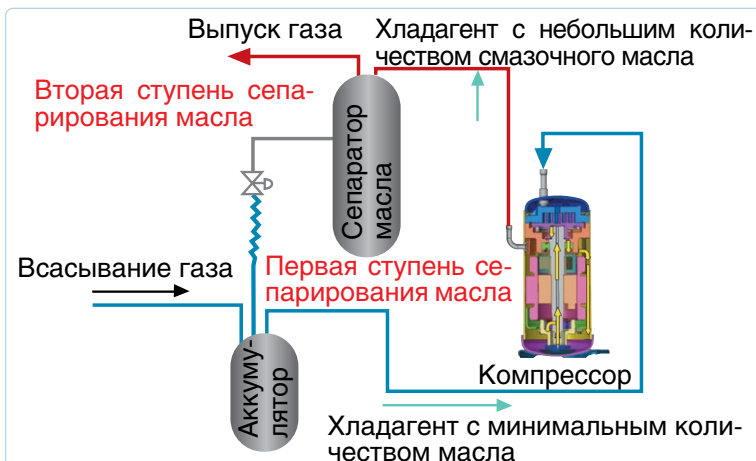 Выпуск газа
Хладагент с небольшим коли-
чеством смазочного масла
Вторая ступень сепа-
рирования масла
Сепаратор
масла
Всасывание газа
Первая ступень се-
парирования масла
Аккуму-
лятор
Компрессор
Хладагент с минимальным коли-
чеством масла